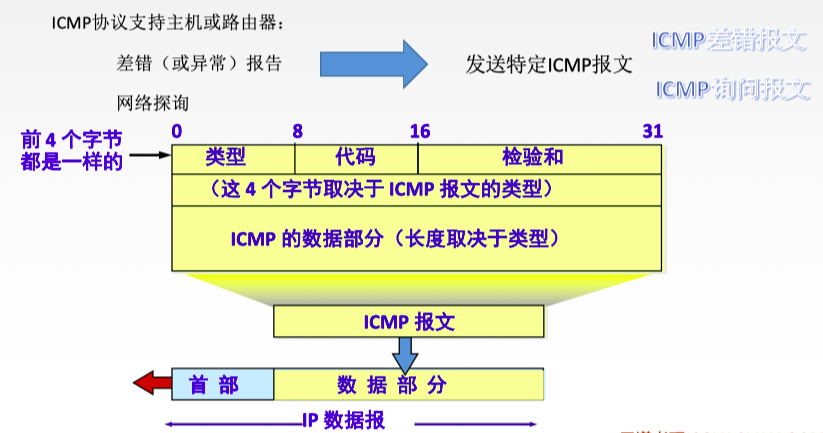 ICMP协议支持主机或路由器：
差错（或异常）报告
网络探询
发送特定ICMP报文
ICMP差错报文
ICMP 询问报文
前 4 个字节
都是一样的
0 8 16 31
类型 代码 检验和
（这 4 个字节取决于 ICMP 报文的类型）
ICMP 的数据部分（长度取决于类型）
ICMP 报文
首 部 数 据 部 分
IP 数据报